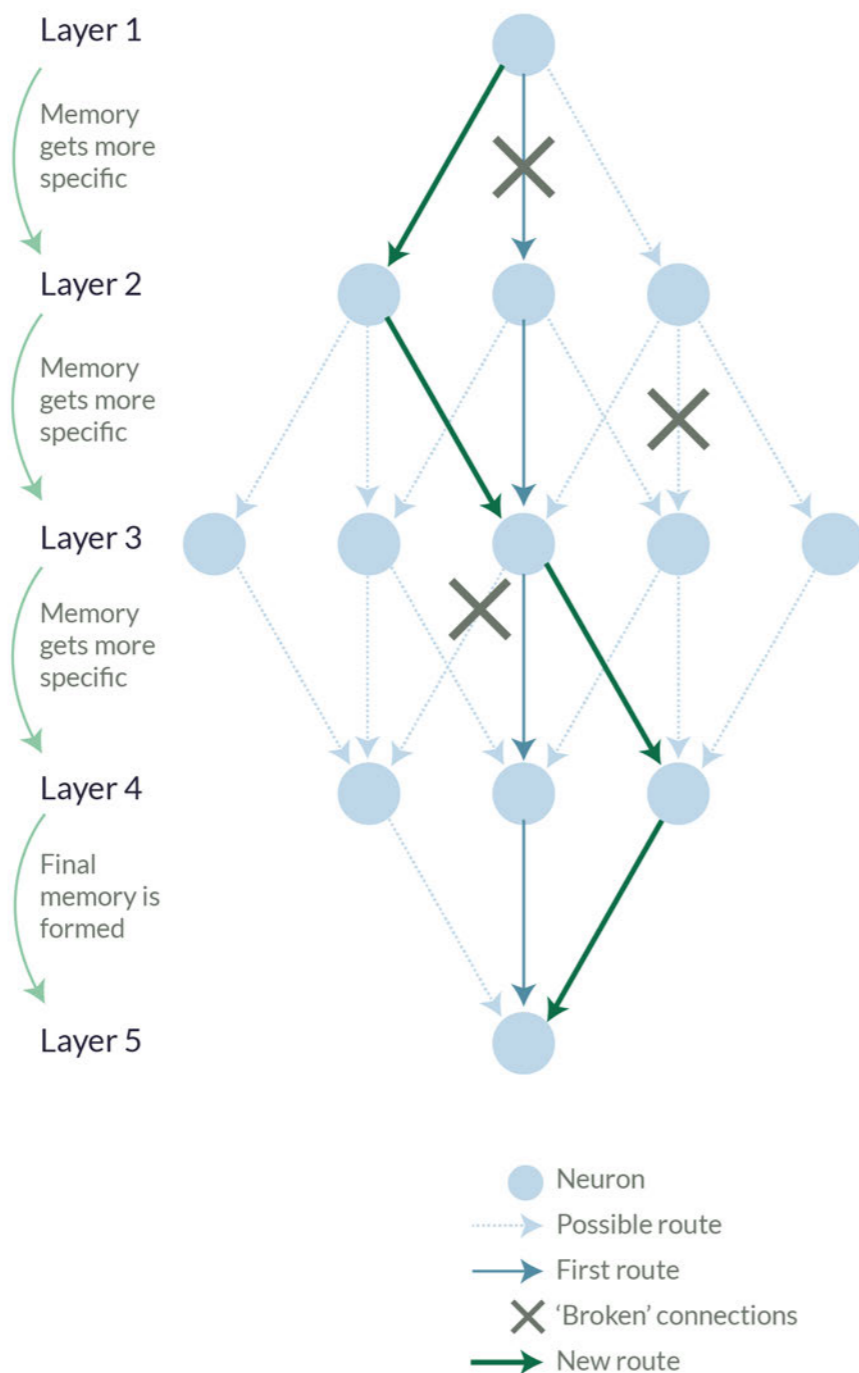 Layer 1
Memory
gets more
specific
Layer 2
Memory
gets more
specific
Layer 3
Memory
gets more
specific
Layer 4
Final
memory is
formed
Layer 5
Neuron
Possible route
First route
‘Broken’ connections
New route